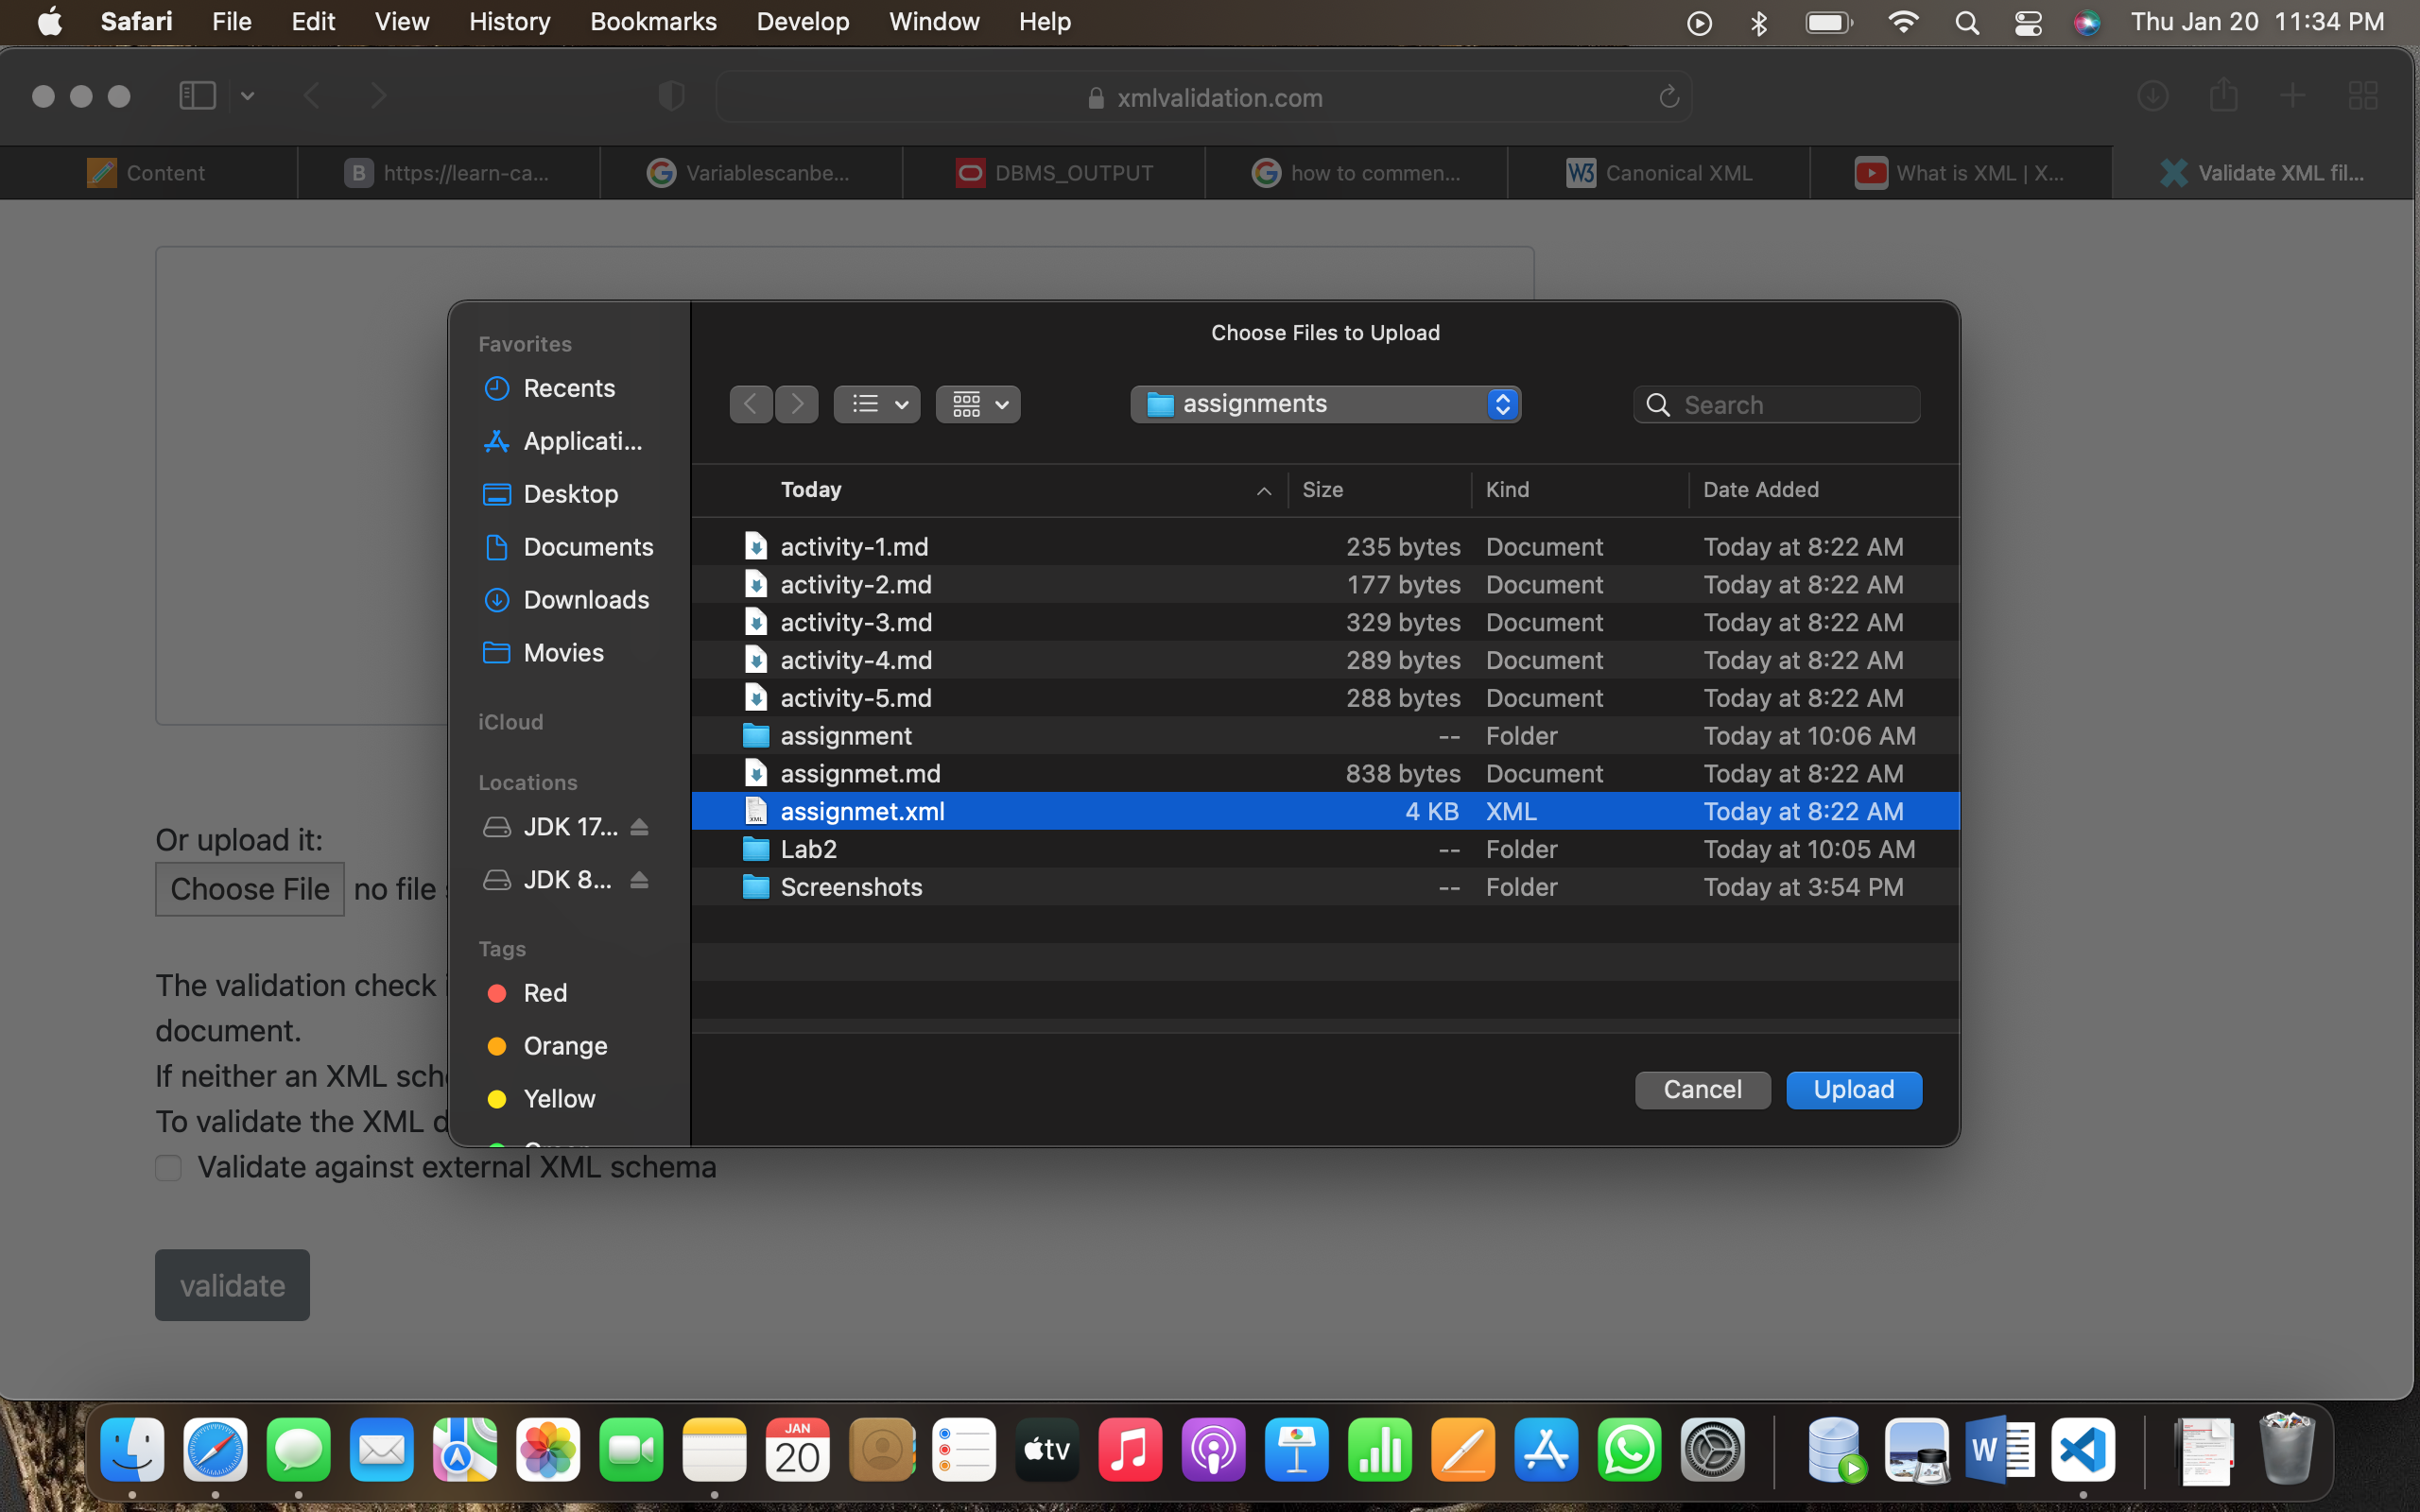 Safari File Edit View History Bookmarks Develop Window Help Thu Jan 20 11:34 PM
xmlvalidation.com
Content https://learn-ca... Variablescanbe... DBMS_OUTPUT how to commen... Canonical XML What is XML | X... Validate XML fil...
Choose Files to Upload
Favorites
Recents
Applicati...
Desktop
Documents
Downloads
Movies
iCloud
Locations
JDK 17...
JDK 8...
Tags
Red
Orange
Yellow
assignments Search
Today Size Kind Date Added
activity-1.md 235 bytes Document Today at 8:22 AM
activity-2.md 177 bytes Document Today at 8:22 AM
activity-3.md 329 bytes Document Today at 8:22 AM
activity-4.md 289 bytes Document Today at 8:22 AM
activity-5.md 288 bytes Document Today at 8:22 AM
assignment -- Folder Today at 10:06 AM
assignmet.md 838 bytes Document Today at 8:22 AM
assignmet.xml 4 KB XML Today at 8:22 AM
Lab2 -- Folder Today at 10:05 AM
Screenshots -- Folder Today at 3:54 PM
Cancel Upload
Or upload it:
Choose File no file
The validation check
document.
If neither an XML
To validate the XML
Validate against external XML schema
validate
JAN
20
tv